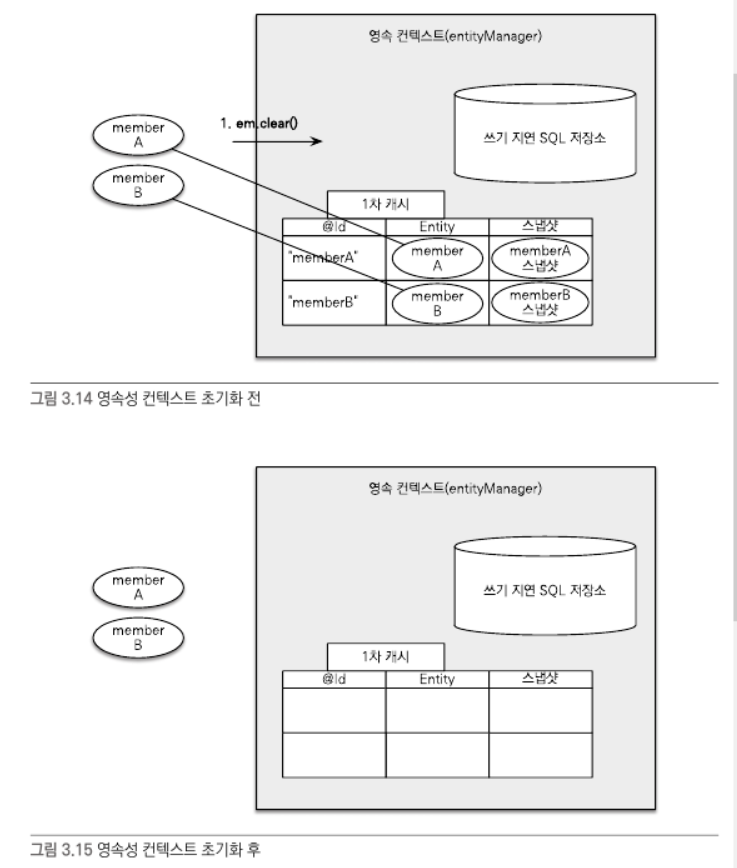 영속 컨텍스트(entityManager)
쓰기 지연 SQL 저장소
member
A
1. em.clear()
member
B
1차 캐시
@Id Entity 스냅샷
"memberA" member
A memberA
스냅샷
"memberB" member
B memberB
스냅샷
그림 3.14 영속성 컨텍스트 초기화 전
영속 컨텍스트(entityManager)
쓰기 지연 SQL 저장소
member
A
member
B
1차 캐시
@Id Entity 스냅샷
그림 3.15 영속성 컨텍스트 초기화 후